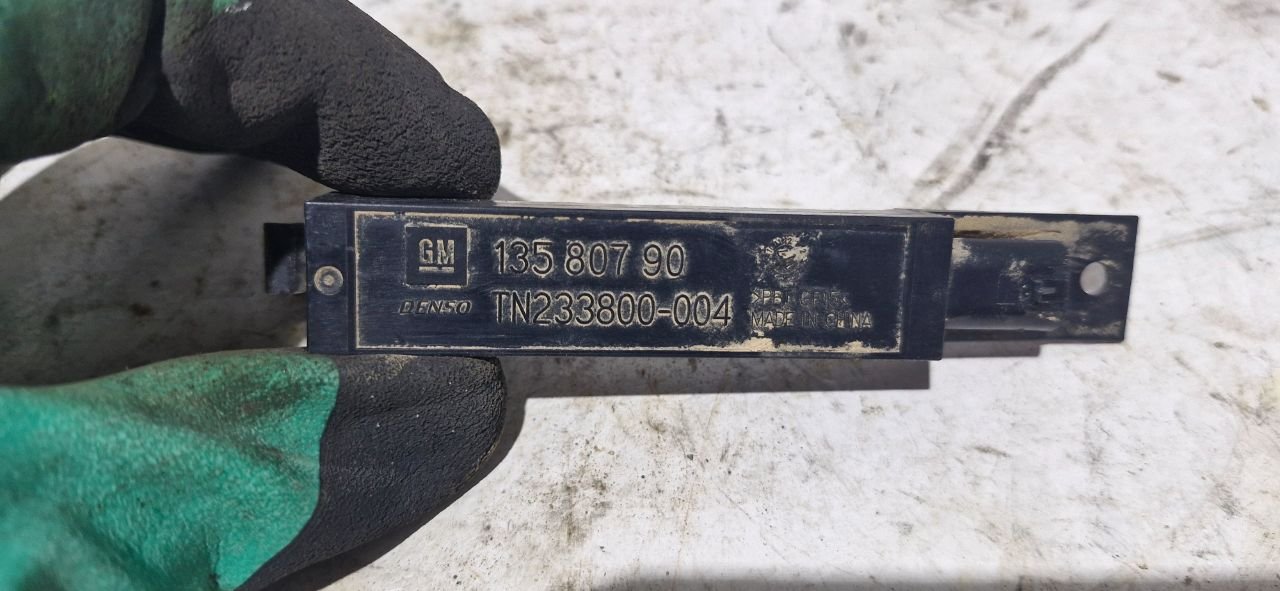 GM 135 807 90
DENSO TN233800-004
MADE IN CHINA